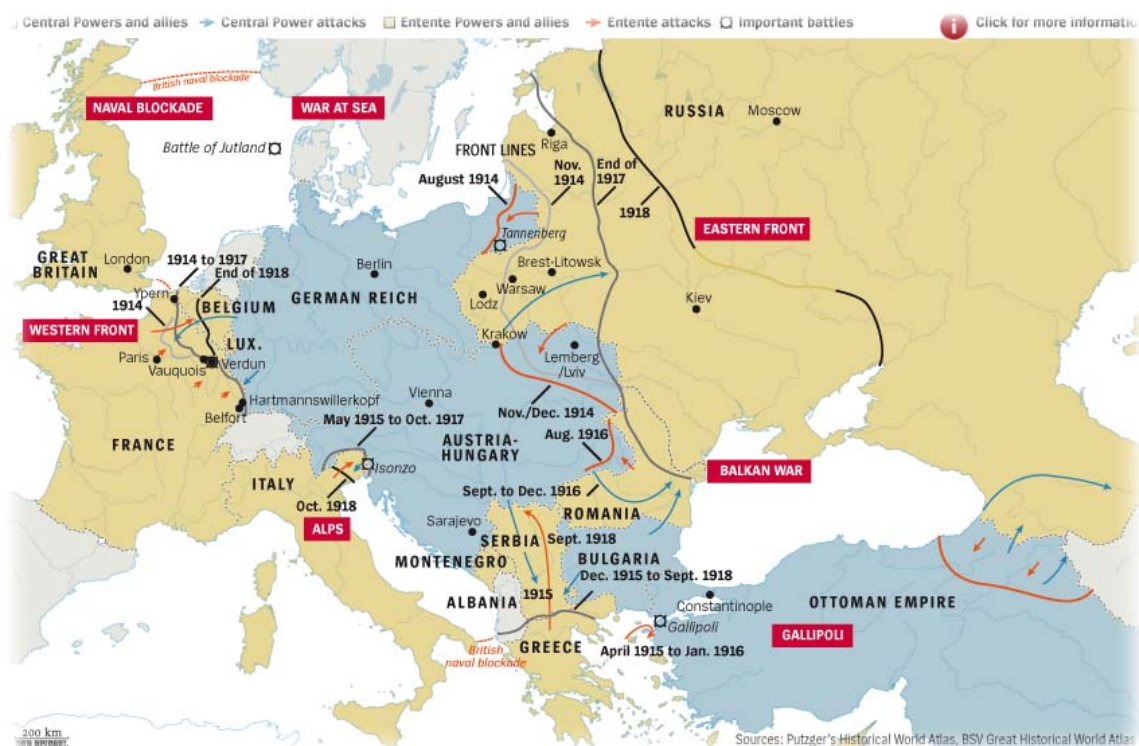 Central Powers and allies Central Power attacks Entente Powers and allies Entente attacks Important battles Click for more informatio
British naval blockade
NAVAL BLOCKADE
WAR AT SEA
RUSSIA
Moscow
Battle of Jutland
Riga
FRONT LINES
August 1914
Nov.
1914
End of
1917
1918
EASTERN FRONT
Tannenberg
GREAT
BRITAIN
London
1914 to 1917
End of 1918
Berlin
Brest-Litowsk
Warsaw
Lodz
Kiev
Ypern
BELGIUM
GERMAN REICH
1914
WESTERN FRONT
LUX.
Krakow
Lemberg
/Lviv
Paris
Verdun
Vauquois
Hartmannswillerkopf
Belfort
Vienna
Nov./Dec. 1914
May 1915 to Oct. 1917
FRANCE
AUSTRIA-
HUNGARY
Aug. 1916
BALKAN WAR
Isonzo
ITALY
Oct. 1918
ALPS
Sept. to Dec. 1916
ROMANIA
Sarajevo
SERBIA
Sept. 1918
MONTENEGRO
BULGARIA
Dec. 1915 to Sept. 1918
1915
ALBANIA
Constantinople
OTTOMAN EMPIRE
Gallipoli
GALLIPOLI
British
naval blockade
GREECE
April 1915 to Jan. 1916
200 km
Sources: Putzger's Historical World Atlas, BSV Great Historical World Atlas